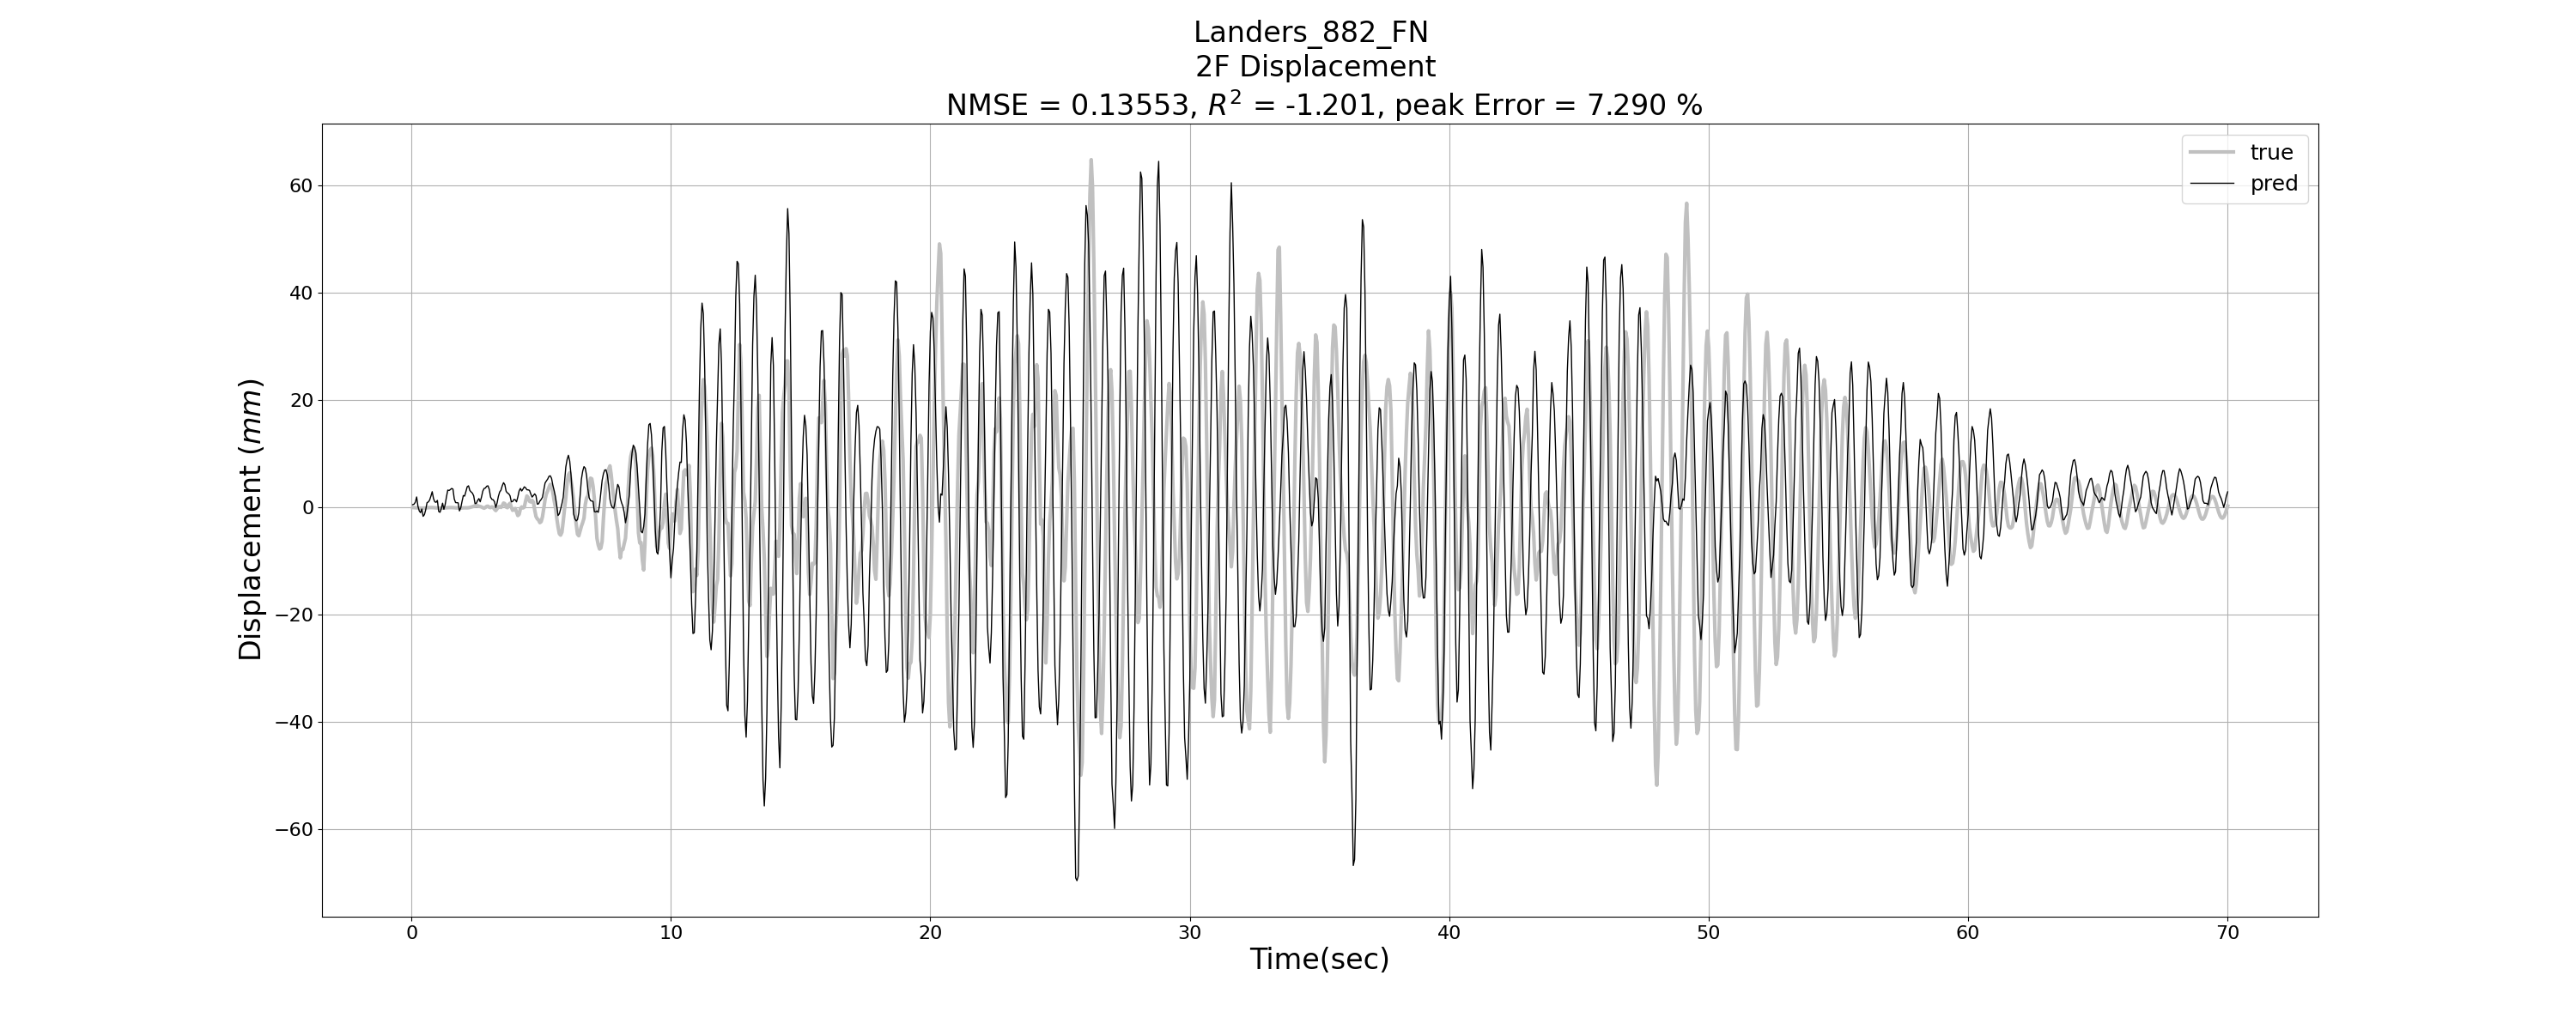 Landers_882_FN
2F Displacement
NMSE = 0.13553, R² = -1.201, peak Error = 7.290 %
true
pred
Displacement (mm)
60
40
20
0
−20
−40
−60
0 10 20 30 40 50 60 70
Time(sec)